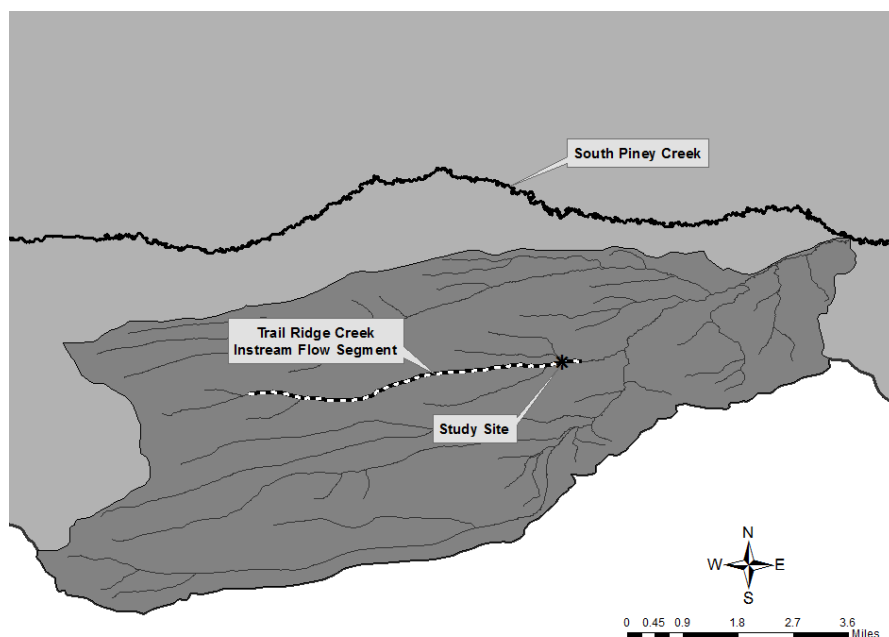 South Piney Creek
Trail Ridge Creek
Instream Flow Segment
Study Site
N
W E
S
0 0.45 0.9 1.8 2.7 3.6
Miles